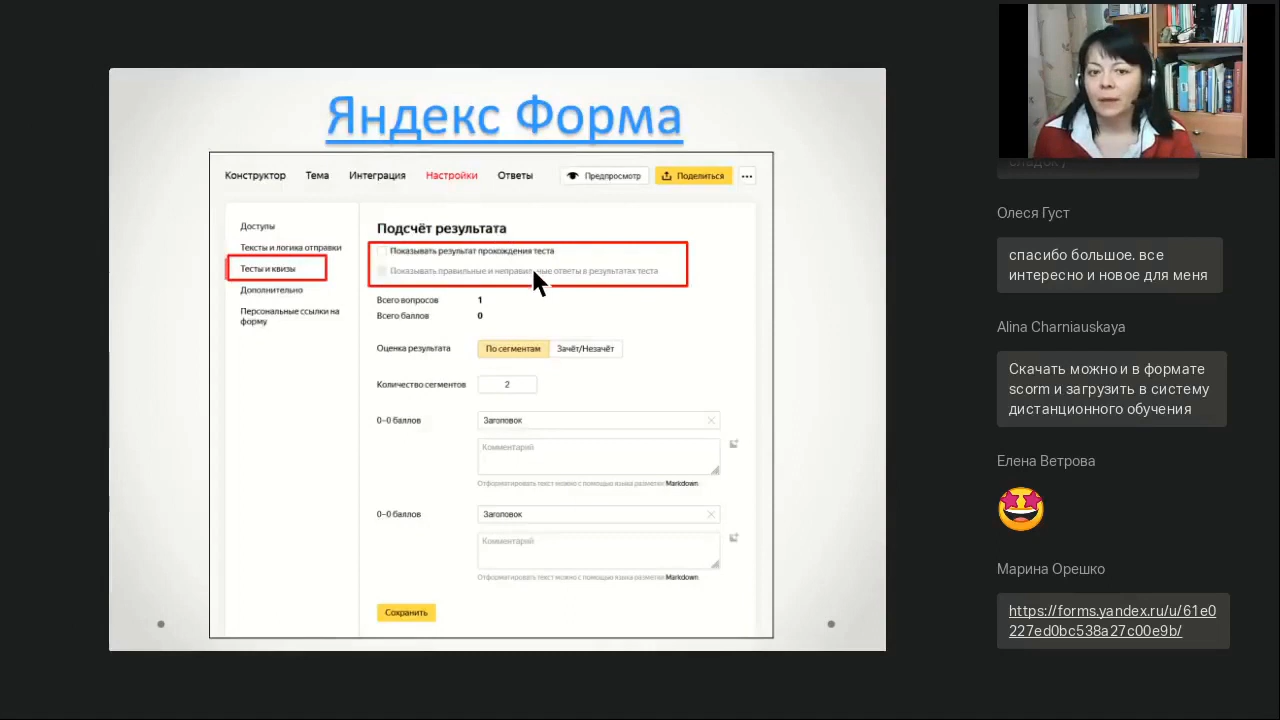 Яндекс Форма
Конструктор Тема Интеграция Настройки Ответы Предпросмотр Поделиться
Доступы
Тексты и логика отправки
Тесты и квизы
Дополнительно
Персональные ссылки на
форму
Подсчёт результата
Показывать результат прохождения теста
Показывать правильные и неправильные ответы в результатах теста
Всего вопросов 1
Всего баллов 0
Оценка результата По сегментам Зачёт/Незачёт
Количество сегментов 2
0–0 баллов Заголовок
Комментарий
Отформатировать текст можно с помощью языка разметки Markdown
0–0 баллов Заголовок
Комментарий
Отформатировать текст можно с помощью языка разметки Markdown
Сохранить
Олеся Густ
спасибо большое. все
интересно и новое для меня
Alina Charniauskaya
Скачать можно и в формате
scorm и загрузить в систему
дистанционного обучения
Елена Ветрова
Марина Орешко
https://forms.yandex.ru/u/61e0
227ed0bc538a27c00e9b/